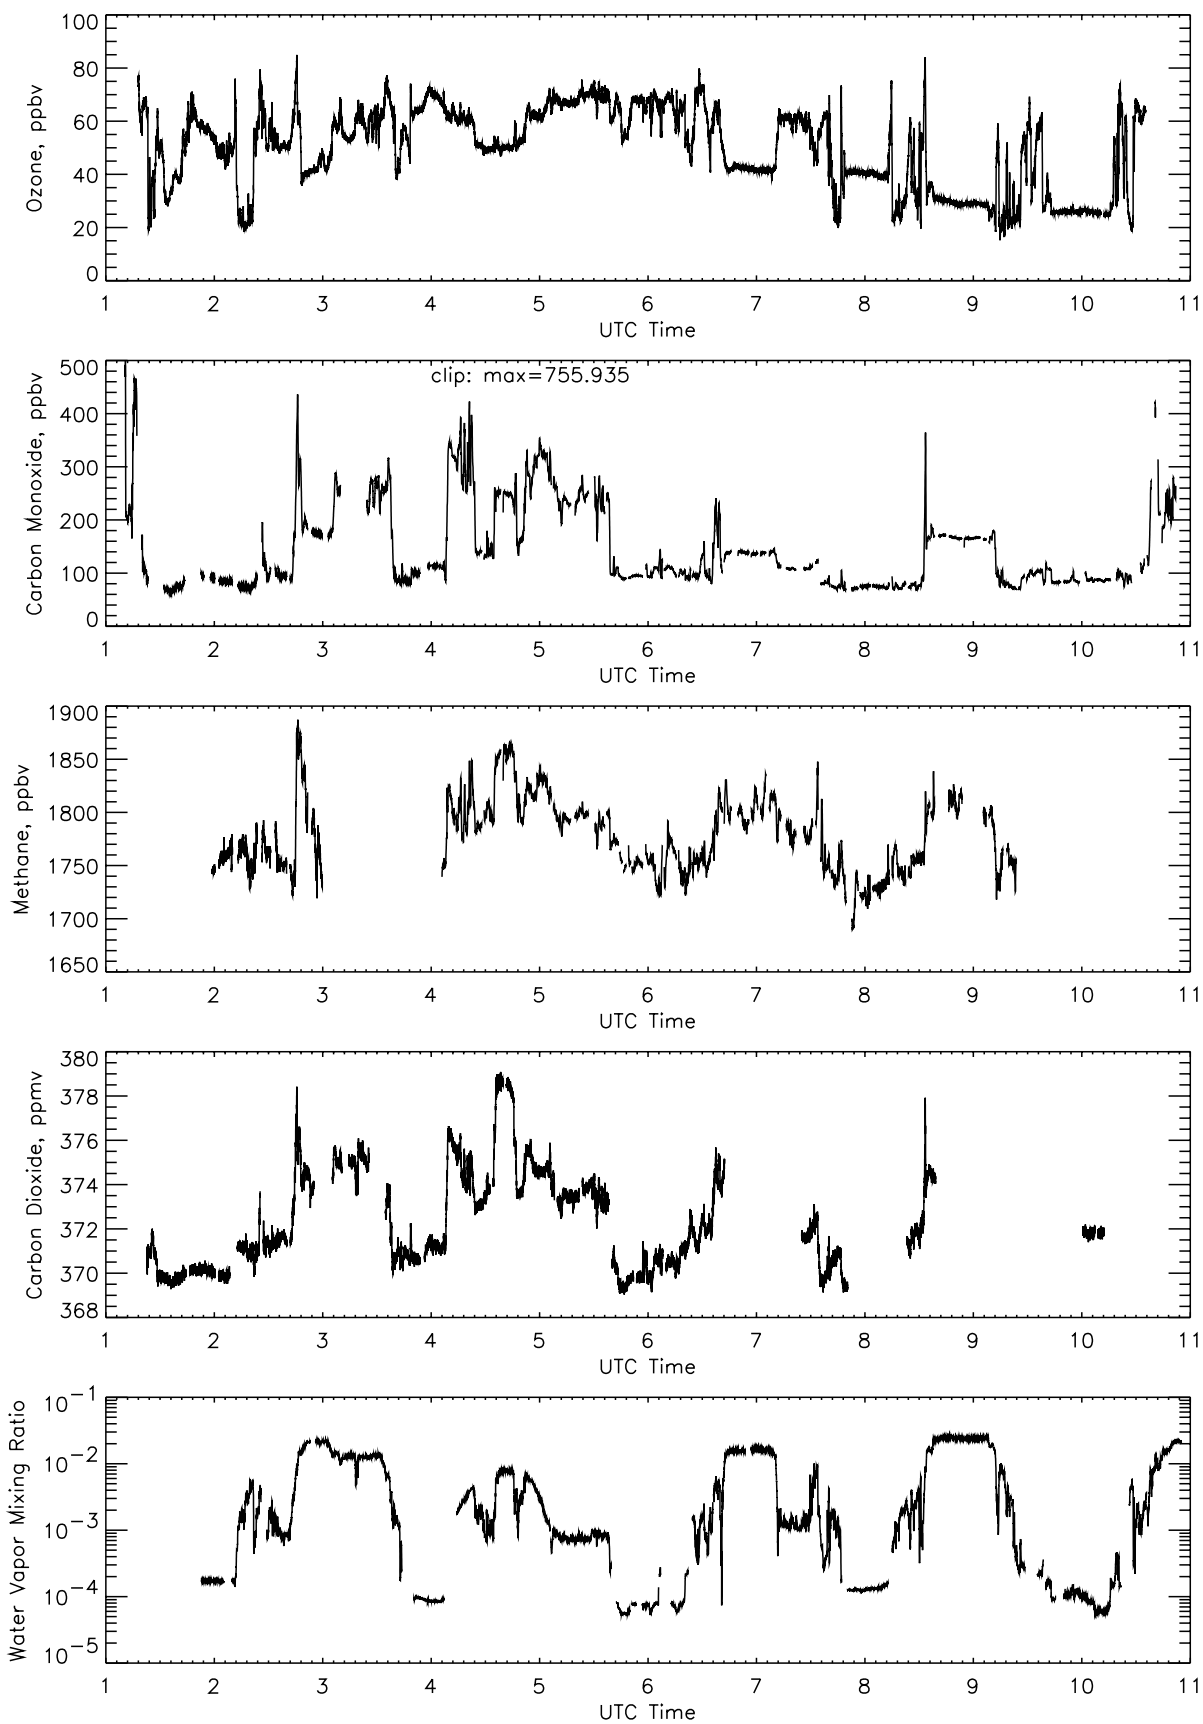 Ozone, ppbv
100
80
60
40
20
0
1 2 3 4 5 6 7 8 9 10 11
UTC Time
Carbon Monoxide, ppbv
clip: max=755.935
500
400
300
200
100
0
1 2 3 4 5 6 7 8 9 10 11
UTC Time
Methane, ppbv
1900
1850
1800
1750
1700
1650
1 2 3 4 5 6 7 8 9 10 11
UTC Time
Carbon Dioxide, ppmv
380
378
376
374
372
370
368
1 2 3 4 5 6 7 8 9 10 11
UTC Time
Water Vapor Mixing Ratio
10⁻¹
10⁻²
10⁻³
10⁻⁴
10⁻⁵
1 2 3 4 5 6 7 8 9 10 11
UTC Time